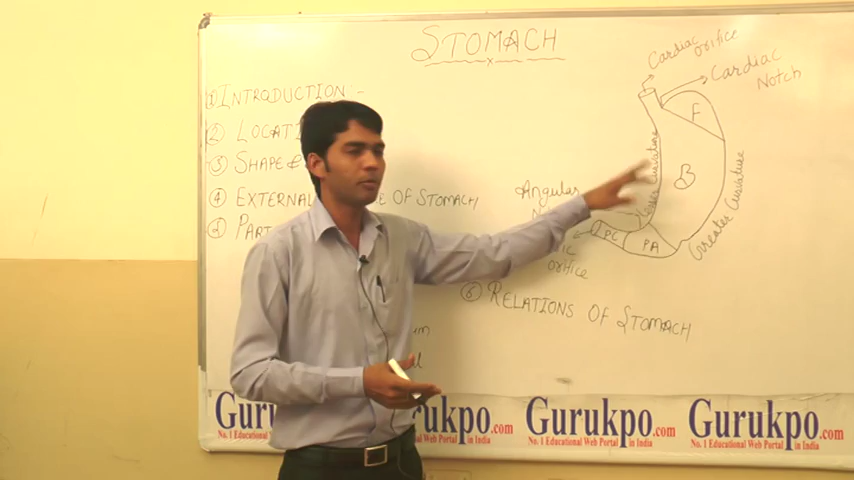 STOMACH
① INTRODUCTION:-
② LOCATI
③ SHAPE &
④ EXTERNAL E OF STOMACH
⑤ PART
Cardiac orifice
Cardiac Notch
F
B
Lesser Curvature
Greater Curvature
Angular
PC
PA
ic orifice
⑥ RELATIONS OF STOMACH
Gurukpo.com
No. 1 Educational Web Portal in India
Gurukpo.com
No. 1 Educational Web Portal in India
Gurukpo.com
No. 1 Educational Web Portal in India